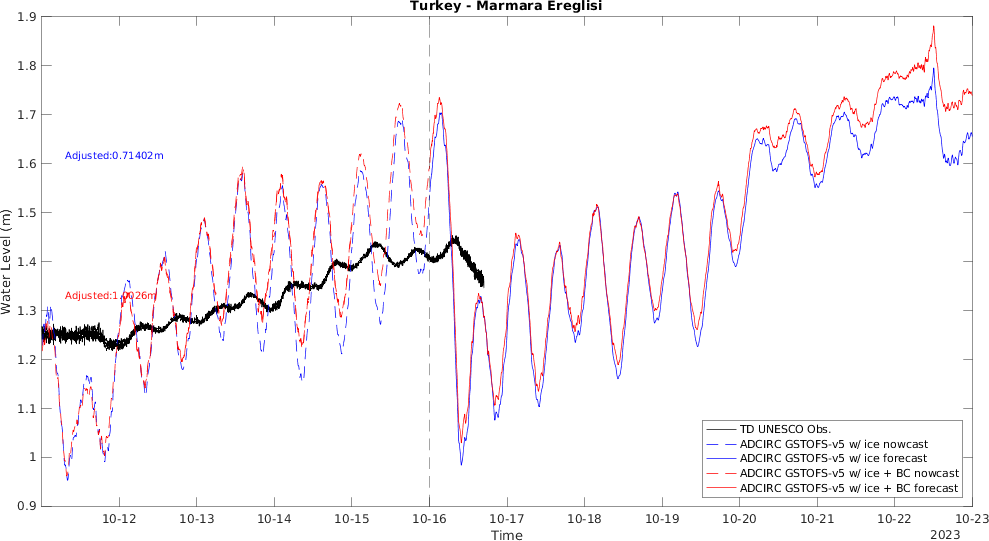 Turkey - Marmara Ereglisi
1.9
1.8
1.7
1.6
1.5
1.4
1.3
1.2
1.1
1
0.9
Water Level (m)
Adjusted:0.71402m
Adjusted:1.0026m
TD UNESCO Obs.
ADCIRC GSTOFS-v5 w/ ice nowcast
ADCIRC GSTOFS-v5 w/ ice forecast
ADCIRC GSTOFS-v5 w/ ice + BC nowcast
ADCIRC GSTOFS-v5 w/ ice + BC forecast
10-12 10-13 10-14 10-15 10-16 10-17 10-18 10-19 10-20 10-21 10-22 10-23
Time
2023